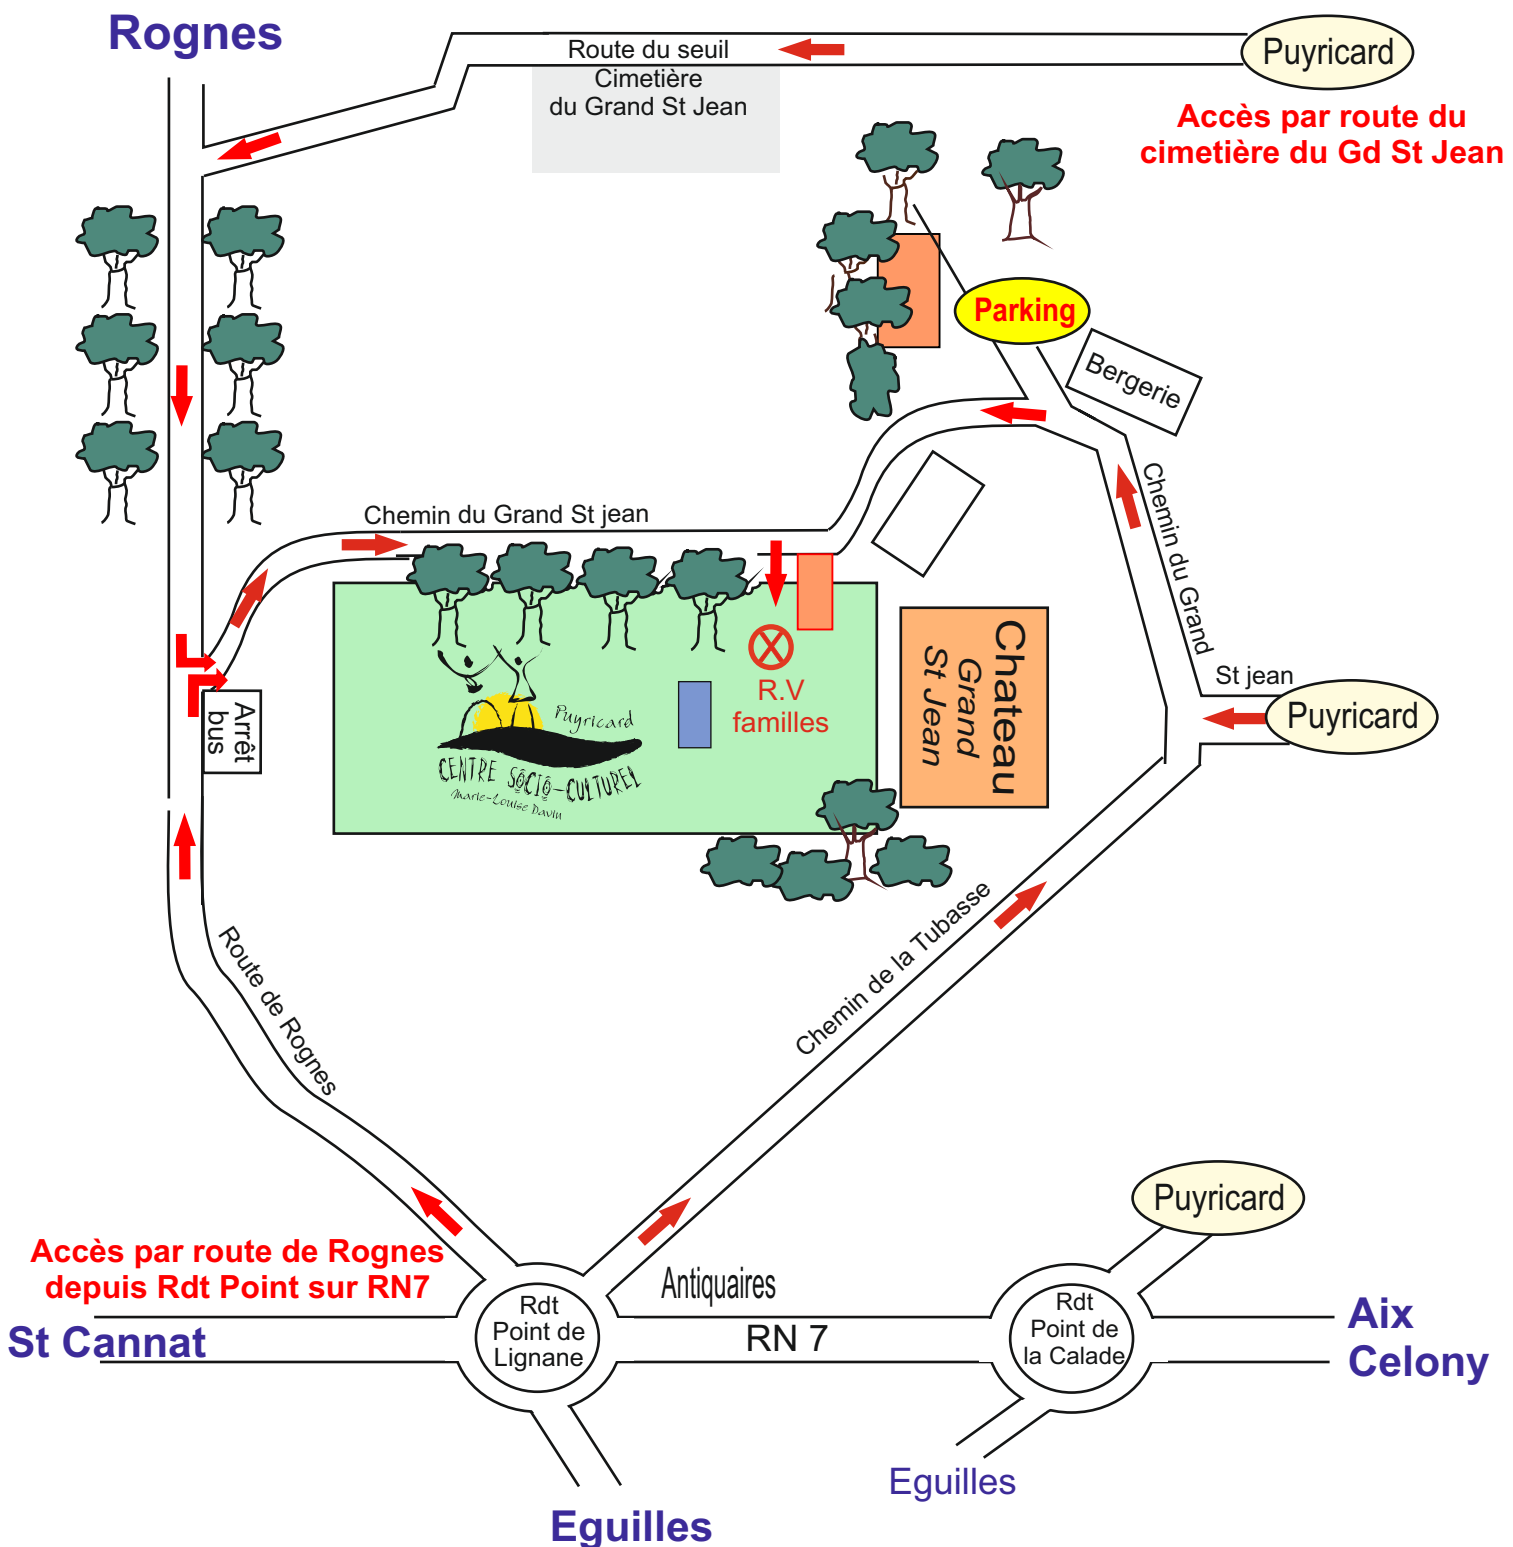 Rognes
Route du seuil
Cimetière
du Grand St Jean
Puyricard
Accès par route du
cimetière du Gd St Jean
Parking
Bergerie
Chemin du Grand St jean
Chemin du Grand
St jean
Puyricard
Arrêt
bus
R.V
familles
Chateau
Grand
St Jean
Puyricard
CENTRE SÔCIÔ-CULTUREL
Marie-Louise Davin
Route de Rognes
Chemin de la Tubasse
Puyricard
Accès par route de Rognes
depuis Rdt Point sur RN7
St Cannat
Rdt
Point de
Lignane
Antiquaires
RN 7
Rdt
Point de
la Calade
Aix
Celony
Eguilles
Eguilles